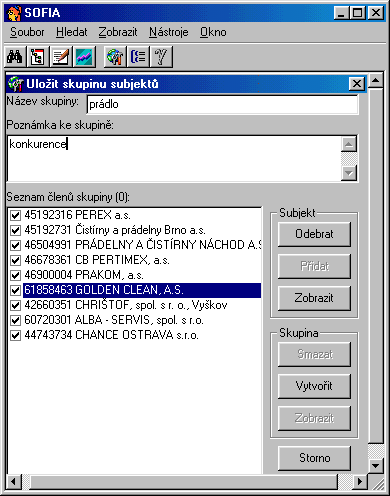 SOFIA
Soubor Hledat Zobrazit Nástroje Okno
Uložit skupinu subjektů
Název skupiny: prádlo
Poznámka ke skupině:
konkurence
Seznam členů skupiny (0):
45192316 PEREX a.s.
45192731 Čistírny a prádelny Brno a.s.
46504991 PRÁDELNY A ČISTÍRNY NÁCHOD A.S
46678361 CB PERTIMEX, a.s.
46900004 PRAKOM, a.s.
61858463 GOLDEN CLEAN, A.S.
42660351 CHRIŠTOF, spol. s r. o., Vyškov
60720301 ALBA - SERVIS, spol. s r.o.
44743734 CHANCE OSTRAVA s.r.o.
Subjekt
Odebrat
Přidat
Zobrazit
Skupina
Smazat
Vytvořit
Zobrazit
Storno